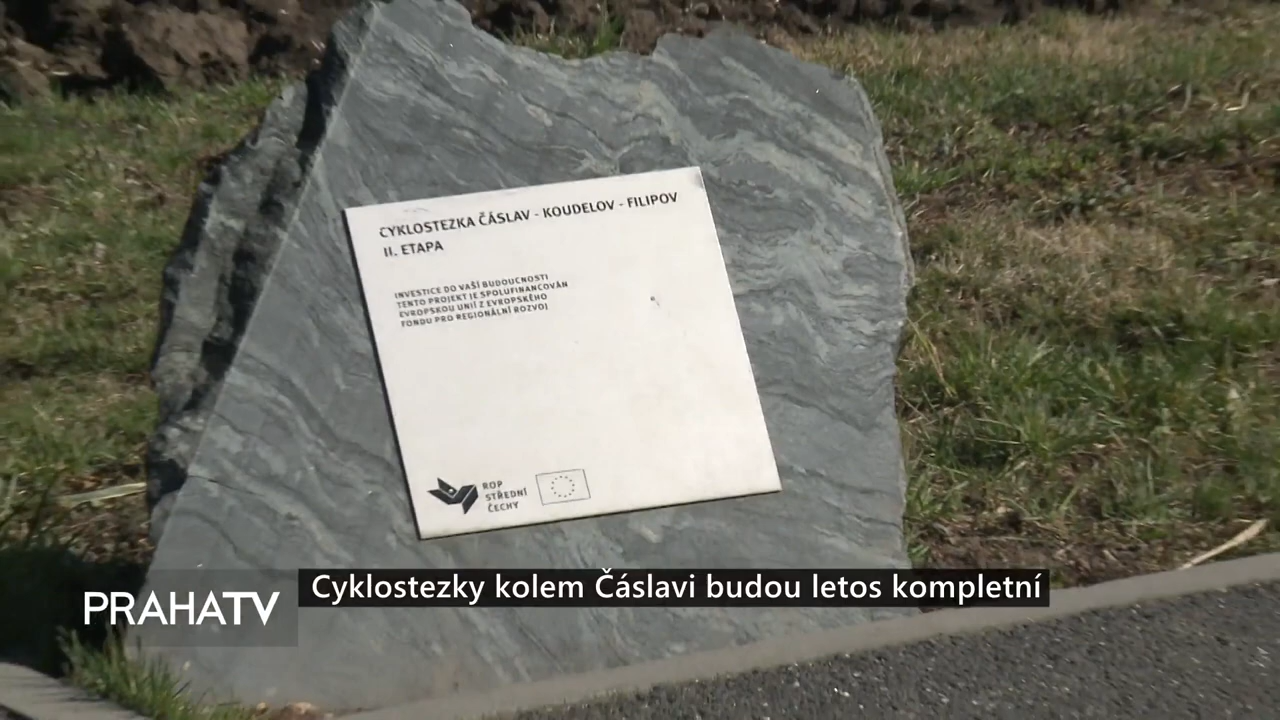 CYKLOSTEZKA ČÁSLAV - KOUDELOV - FILIPOV
II. ETAPA
INVESTICE DO VAŠÍ BUDOUCNOSTI
TENTO PROJEKT JE SPOLUFINANCOVÁN
EVROPSKOU UNIÍ Z EVROPSKÉHO
FONDU PRO REGIONÁLNÍ ROZVOJ
ROP
STŘEDNÍ
ČECHY
Cyklostezky kolem Čáslavi budou letos kompletní
PRAHATV